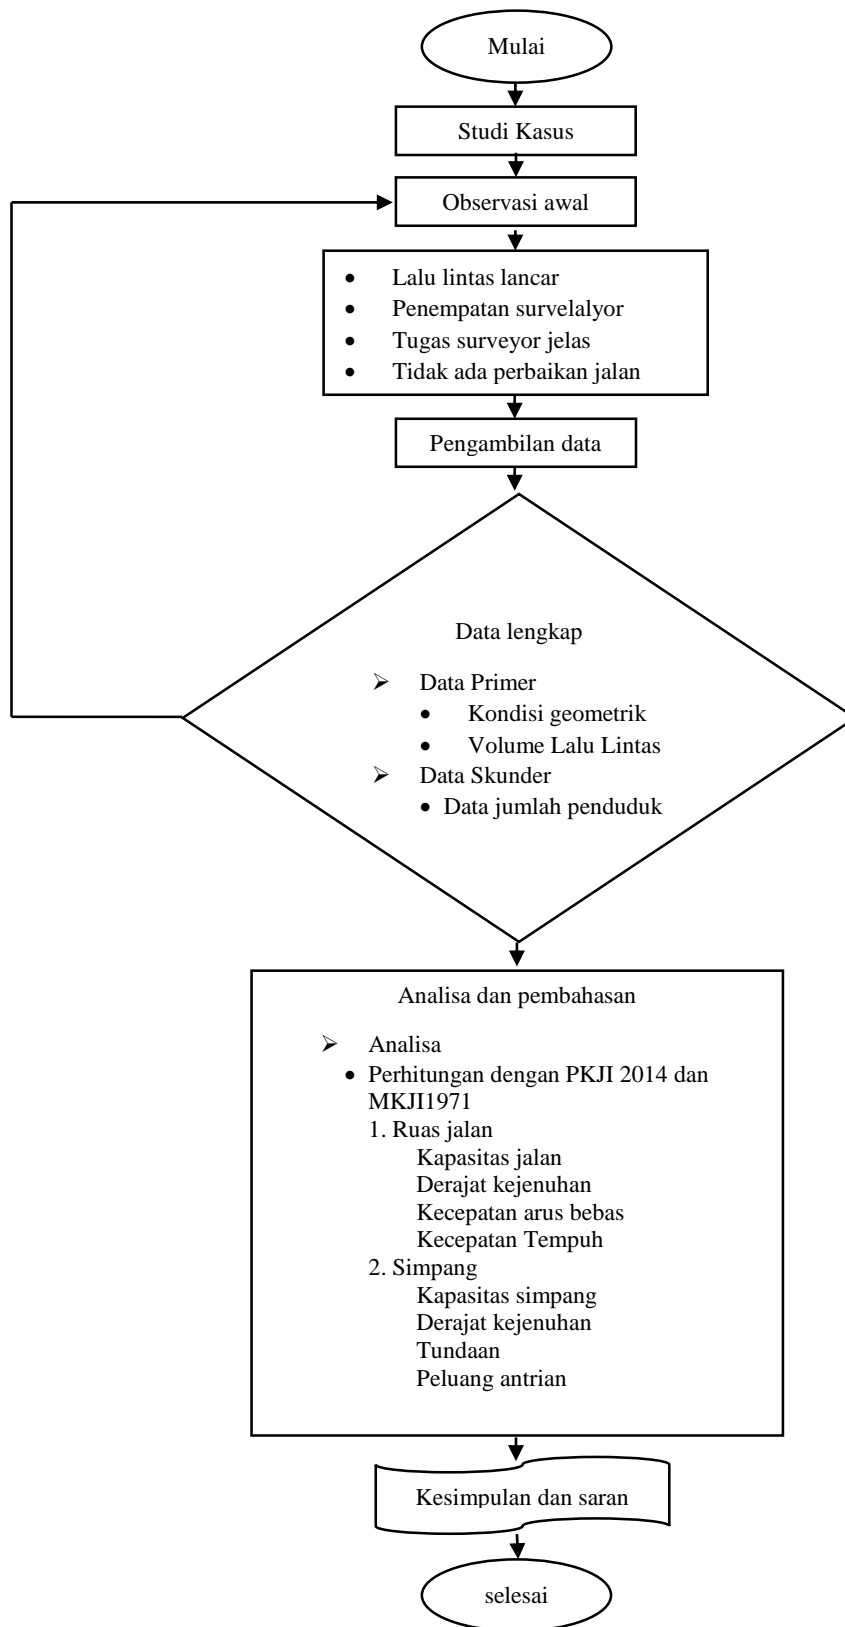 Mulai
Studi Kasus
Observasi awal
• Lalu lintas lancar
• Penempatan survelalyor
• Tugas surveyor jelas
• Tidak ada perbaikan jalan
Pengambilan data
Data lengkap
➢ Data Primer
• Kondisi geometrik
• Volume Lalu Lintas
➢ Data Skunder
• Data jumlah penduduk
Analisa dan pembahasan
➢ Analisa
• Perhitungan dengan PKJI 2014 dan
MKJI1971
1. Ruas jalan
Kapasitas jalan
Derajat kejenuhan
Kecepatan arus bebas
Kecepatan Tempuh
2. Simpang
Kapasitas simpang
Derajat kejenuhan
Tundaan
Peluang antrian
Kesimpulan dan saran
selesai